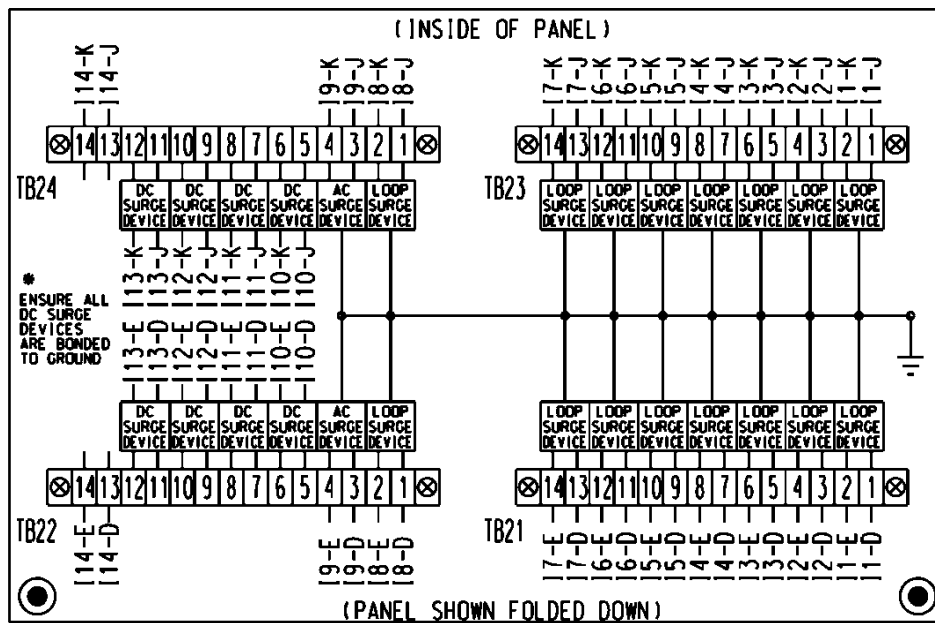 (INSIDE OF PANEL)
I14-K I14-J I9-K I9-J I8-K I8-J I7-K I7-J I6-K I6-J I5-K I5-J I4-K I4-J I3-K I3-J I2-K I2-J I1-K I1-J
14 13 12 11 10 9 8 7 6 5 4 3 2 1
14 13 12 11 10 9 8 7 6 5 4 3 2 1
TB24
DC SURGE DEVICE
DC SURGE DEVICE
DC SURGE DEVICE
DC SURGE DEVICE
AC SURGE DEVICE
LOOP SURGE DEVICE
TB23
LOOP SURGE DEVICE
LOOP SURGE DEVICE
LOOP SURGE DEVICE
LOOP SURGE DEVICE
LOOP SURGE DEVICE
LOOP SURGE DEVICE
LOOP SURGE DEVICE
I13-K I13-J I12-K I12-J I11-K I11-J I10-K I10-J
*
ENSURE ALL
DC SURGE
DEVICES
ARE BONDED
TO GROUND
I13-E I13-D I12-E I12-D I11-E I11-D I10-E I10-D
DC SURGE DEVICE
DC SURGE DEVICE
DC SURGE DEVICE
DC SURGE DEVICE
AC SURGE DEVICE
LOOP SURGE DEVICE
LOOP SURGE DEVICE
LOOP SURGE DEVICE
LOOP SURGE DEVICE
LOOP SURGE DEVICE
LOOP SURGE DEVICE
LOOP SURGE DEVICE
LOOP SURGE DEVICE
14 13 12 11 10 9 8 7 6 5 4 3 2 1
14 13 12 11 10 9 8 7 6 5 4 3 2 1
TB22
TB21
I14-E I14-D I9-E I9-D I8-E I8-D I7-E I7-D I6-E I6-D I5-E I5-D I4-E I4-D I3-E I3-D I2-E I2-D I1-E I1-D
(PANEL SHOWN FOLDED DOWN)